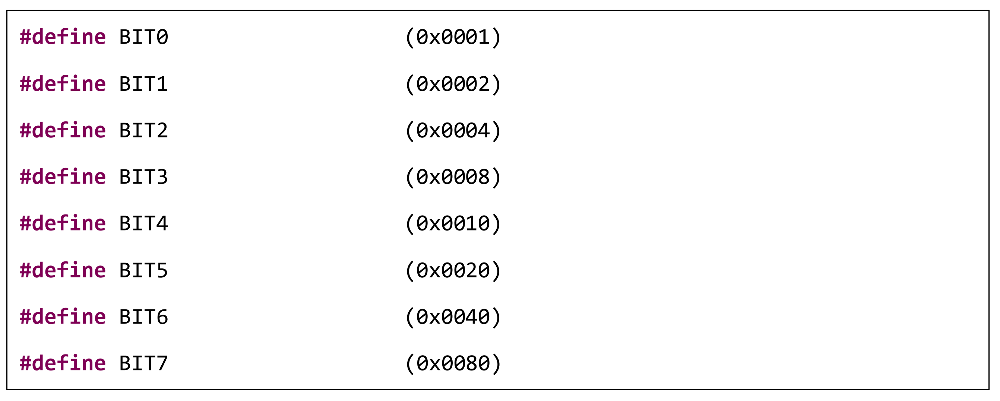 #define BIT0 (0x0001)
#define BIT1 (0x0002)
#define BIT2 (0x0004)
#define BIT3 (0x0008)
#define BIT4 (0x0010)
#define BIT5 (0x0020)
#define BIT6 (0x0040)
#define BIT7 (0x0080)